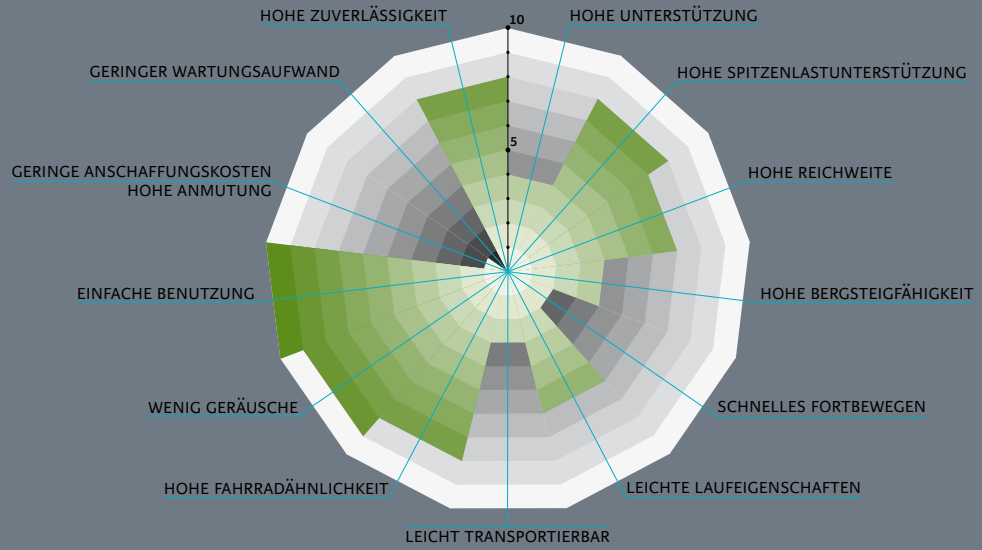 10
5
HOHE UNTERSTÜTZUNG
HOHE SPITZENLASTUNTERSTÜTZUNG
HOHE REICHWEITE
HOHE BERGSTEIGFÄHIGKEIT
SCHNELLES FORTBEWEGEN
LEICHTE LAUFEIGENSCHAFTEN
LEICHT TRANSPORTIERBAR
HOHE FAHRRADÄHNLICHKEIT
WENIG GERÄUSCHE
EINFACHE BENUTZUNG
GERINGE ANSCHAFFUNGSKOSTEN
HOHE ANMUTUNG
GERINGER WARTUNGSAUFWAND
HOHE ZUVERLÄSSIGKEIT